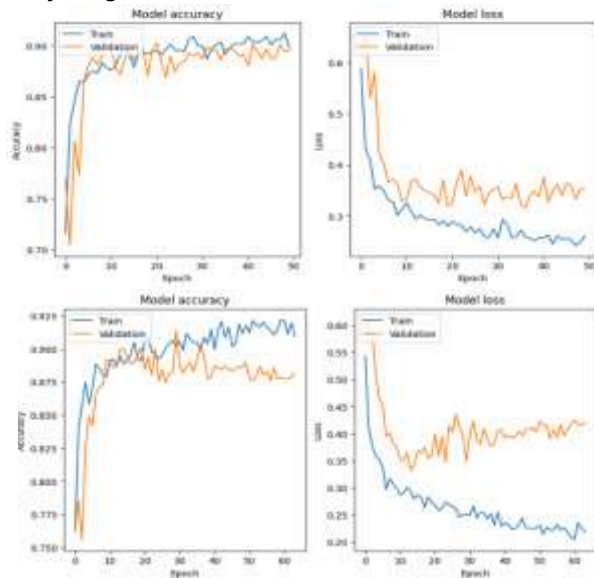 Model accuracy
Train
Validation
0.90
0.85
0.80
0.75
0.70
Accuracy
0 10 20 30 40 50
Epoch
Model loss
Train
Validation
0.6
0.5
0.4
0.3
Loss
0 10 20 30 40 50
Epoch
Model accuracy
Train
Validation
0.925
0.900
0.875
0.850
0.825
0.800
0.775
0.750
Accuracy
0 10 20 30 40 50 60
Epoch
Model loss
Train
Validation
0.60
0.55
0.50
0.45
0.40
0.35
0.30
0.25
0.20
Loss
0 10 20 30 40 50 60
Epoch